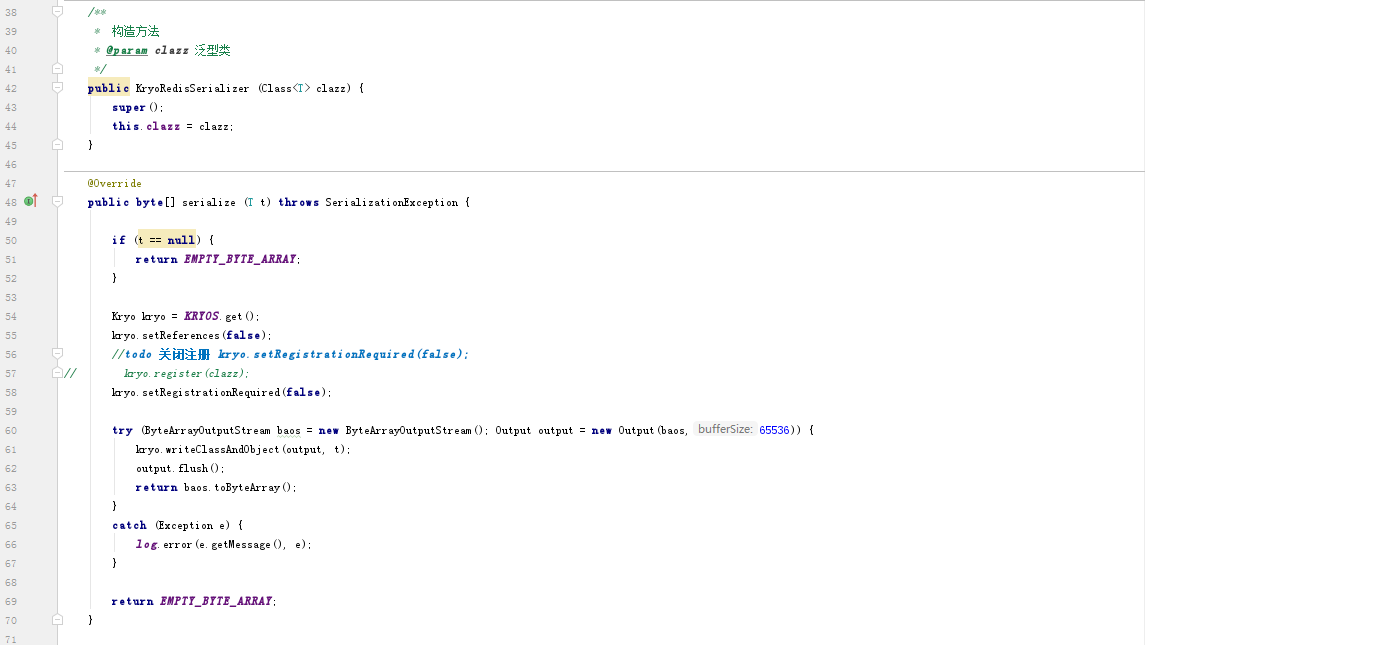 38 /**
39 * 构造方法
40 * @param clazz 泛型类
41 */
42 public KryoRedisSerializer (Class<T> clazz) {
43 super();
44 this.clazz = clazz;
45 }
46
47 @Override
48 public byte[] serialize (T t) throws SerializationException {
49
50 if (t == null) {
51 return EMPTY_BYTE_ARRAY;
52 }
53
54 Kryo kryo = KRYOS.get();
55 kryo.setReferences(false);
56 //todo 关闭注册 kryo.setRegistrationRequired(false);
57 // kryo.register(clazz);
58 kryo.setRegistrationRequired(false);
59
60 try (ByteArrayOutputStream baos = new ByteArrayOutputStream(); Output output = new Output(baos, bufferSize: 65536)) {
61 kryo.writeClassAndObject(output, t);
62 output.flush();
63 return baos.toByteArray();
64 }
65 catch (Exception e) {
66 log.error(e.getMessage(), e);
67 }
68
69 return EMPTY_BYTE_ARRAY;
70 }
71